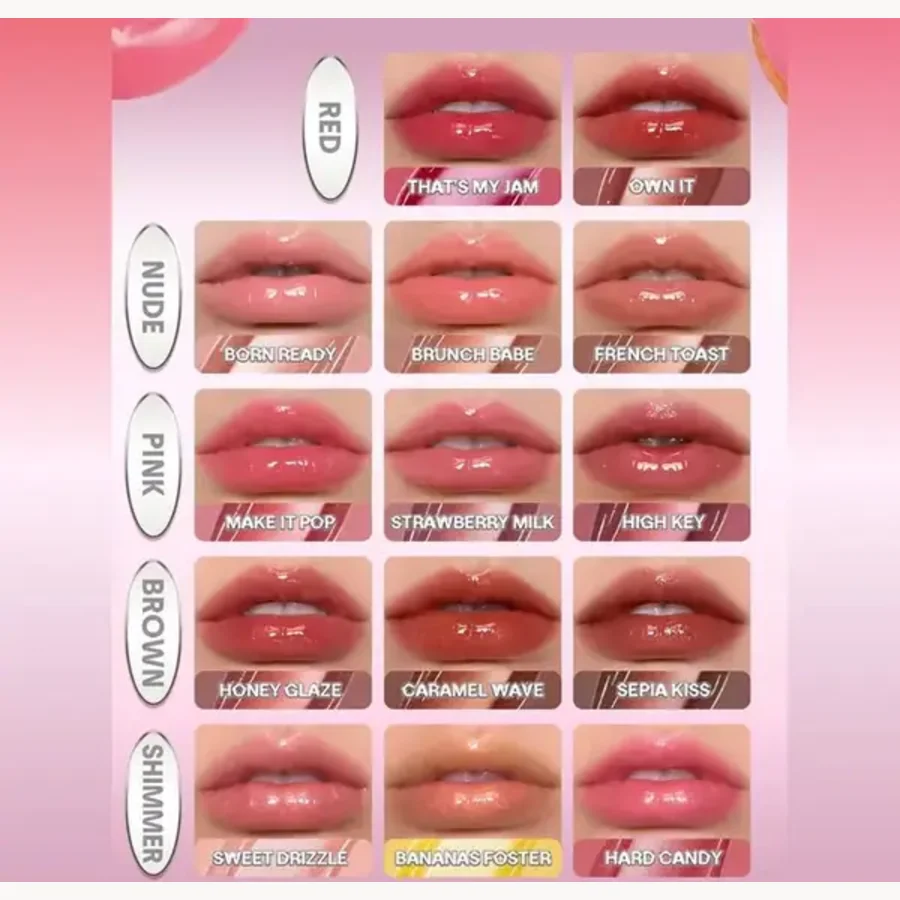 RED
THAT'S MY JAM
OWN IT
NUDE
BORN READY
BRUNCH BABE
FRENCH TOAST
PINK
MAKE IT POP
STRAWBERRY MILK
HIGH KEY
BROWN
HONEY GLAZE
CARAMEL WAVE
SEPIA KISS
SHIMMER
SWEET DRIZZLE
BANANAS FOSTER
HARD CANDY